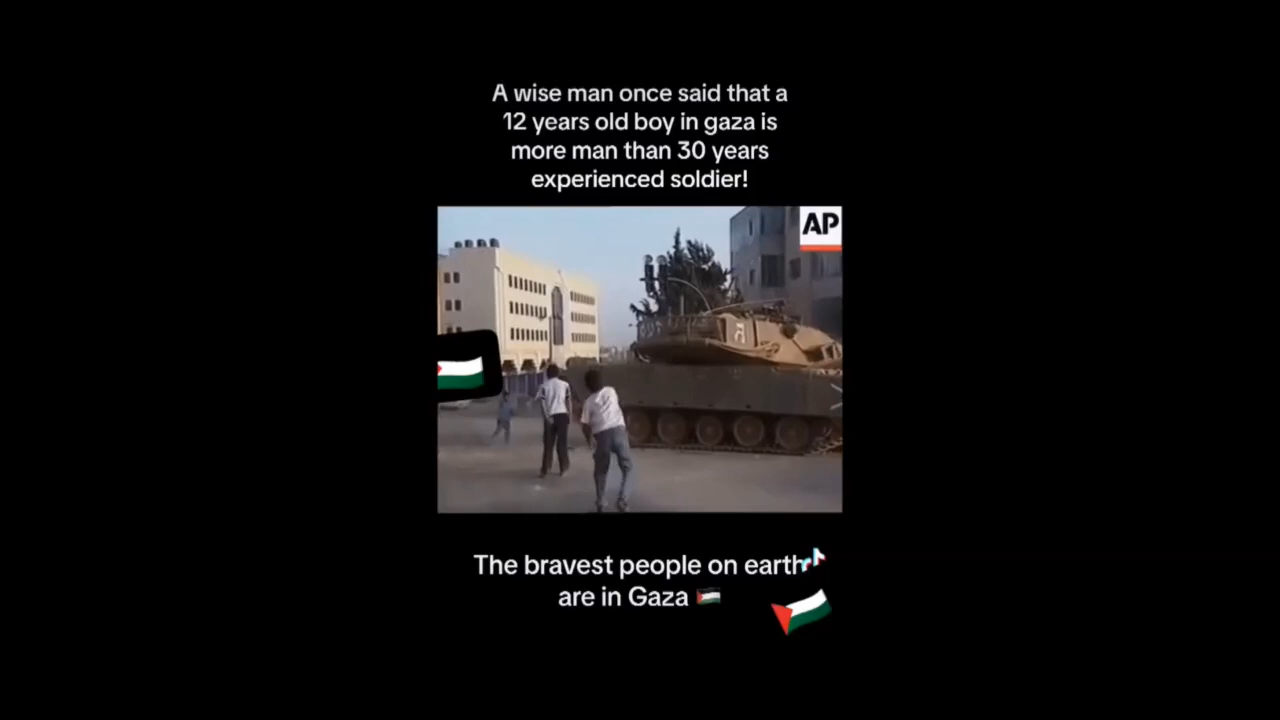 A wise man once said that a
12 years old boy in gaza is
more man than 30 years
experienced soldier!
AP
The bravest people on earth
are in Gaza